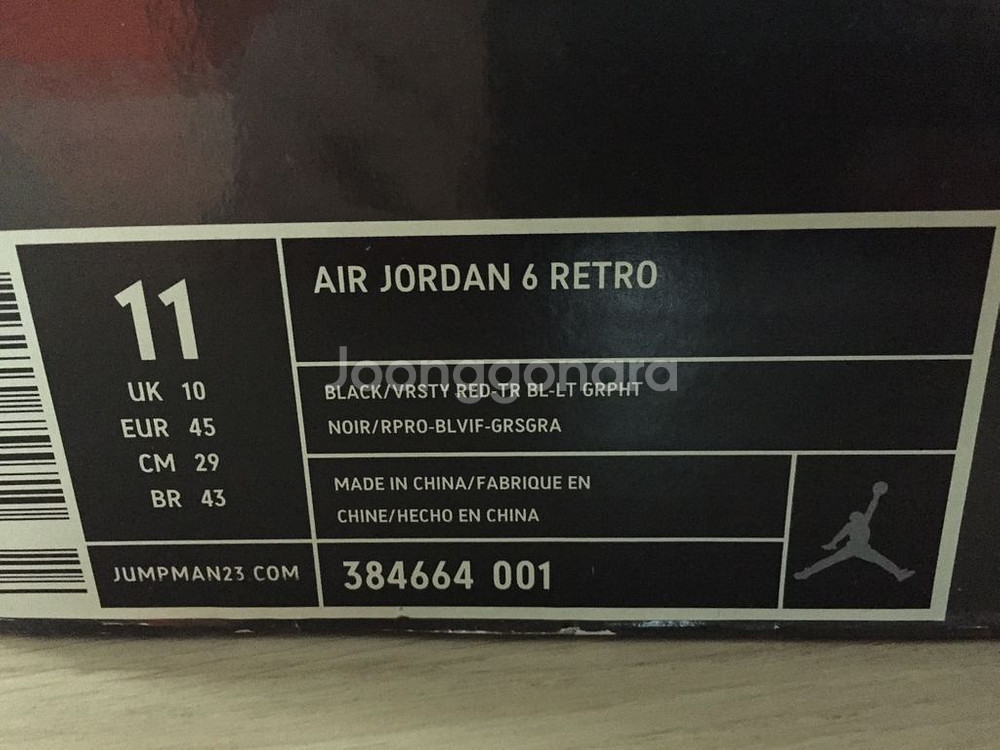 11
UK 10
EUR 45
CM 29
BR 43
JUMPMAN23.COM
AIR JORDAN 6 RETRO
BLACK/VRSTY RED-TR BL-LT GRPHT
NOIR/RPRO-BLVIF-GRSGRA
MADE IN CHINA/FABRIQUE EN
CHINE/HECHO EN CHINA
384664 001
Joonggonara